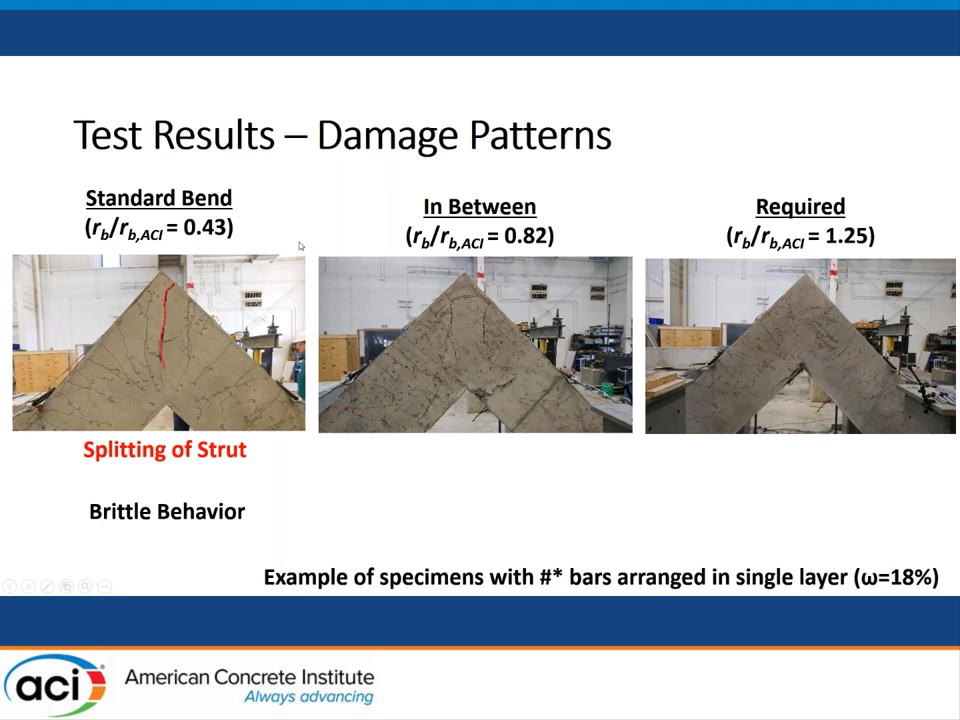 Test Results – Damage Patterns
Standard Bend
(rb/rb,ACI = 0.43)
In Between
(rb/rb,ACI = 0.82)
Required
(rb/rb,ACI = 1.25)
Splitting of Strut
Brittle Behavior
Example of specimens with #* bars arranged in single layer (ω=18%)
aci
American Concrete Institute
Always advancing